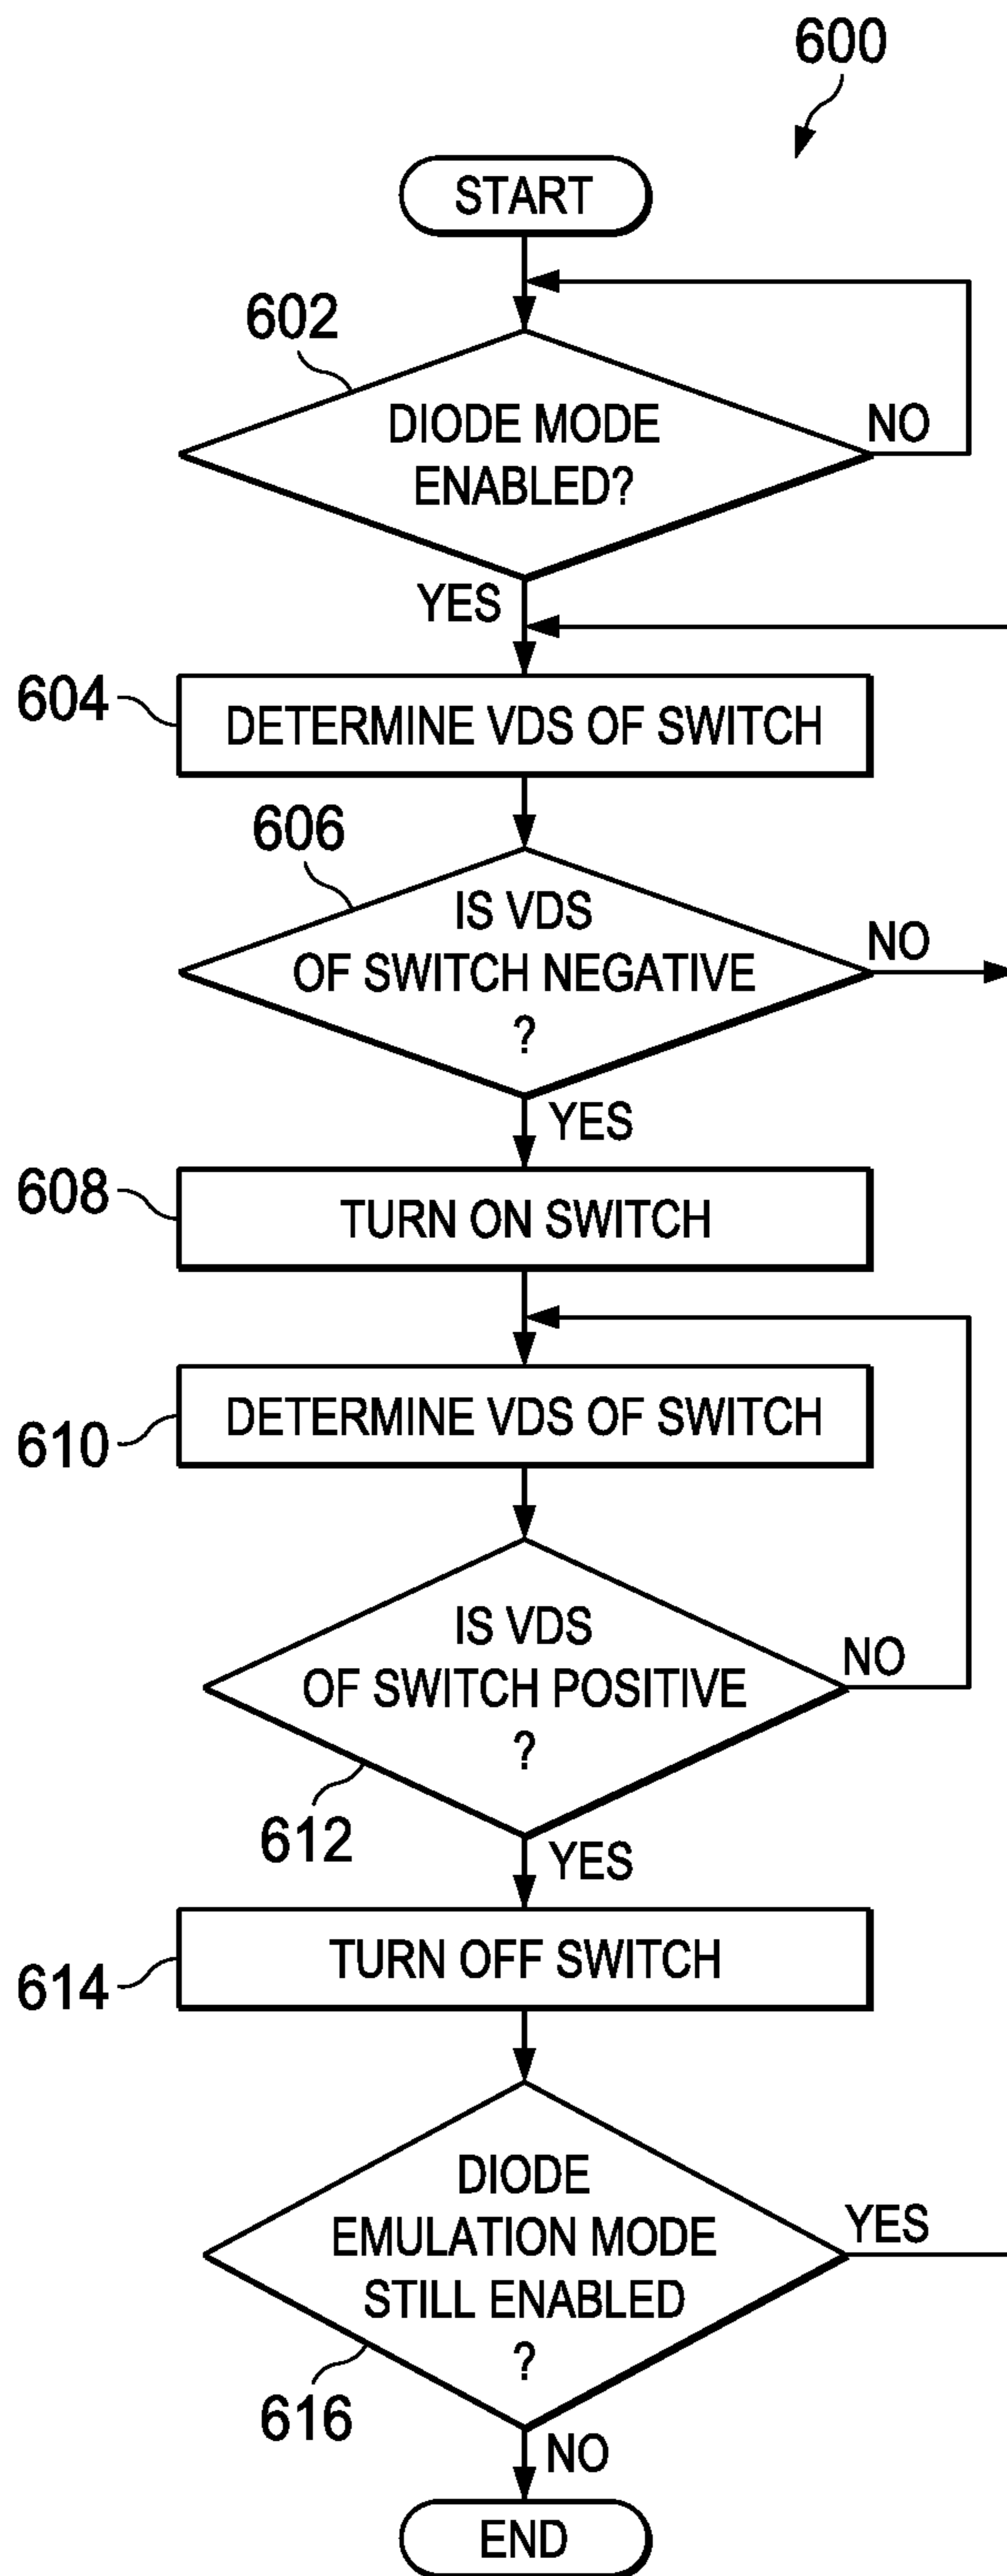 600
START
602
DIODE MODE
ENABLED?
NO
YES
604
DETERMINE VDS OF SWITCH
606
IS VDS
OF SWITCH NEGATIVE
?
NO
YES
608
TURN ON SWITCH
610
DETERMINE VDS OF SWITCH
IS VDS
OF SWITCH POSITIVE
?
NO
612
YES
614
TURN OFF SWITCH
DIODE
EMULATION MODE
STILL ENABLED
?
YES
616
NO
END